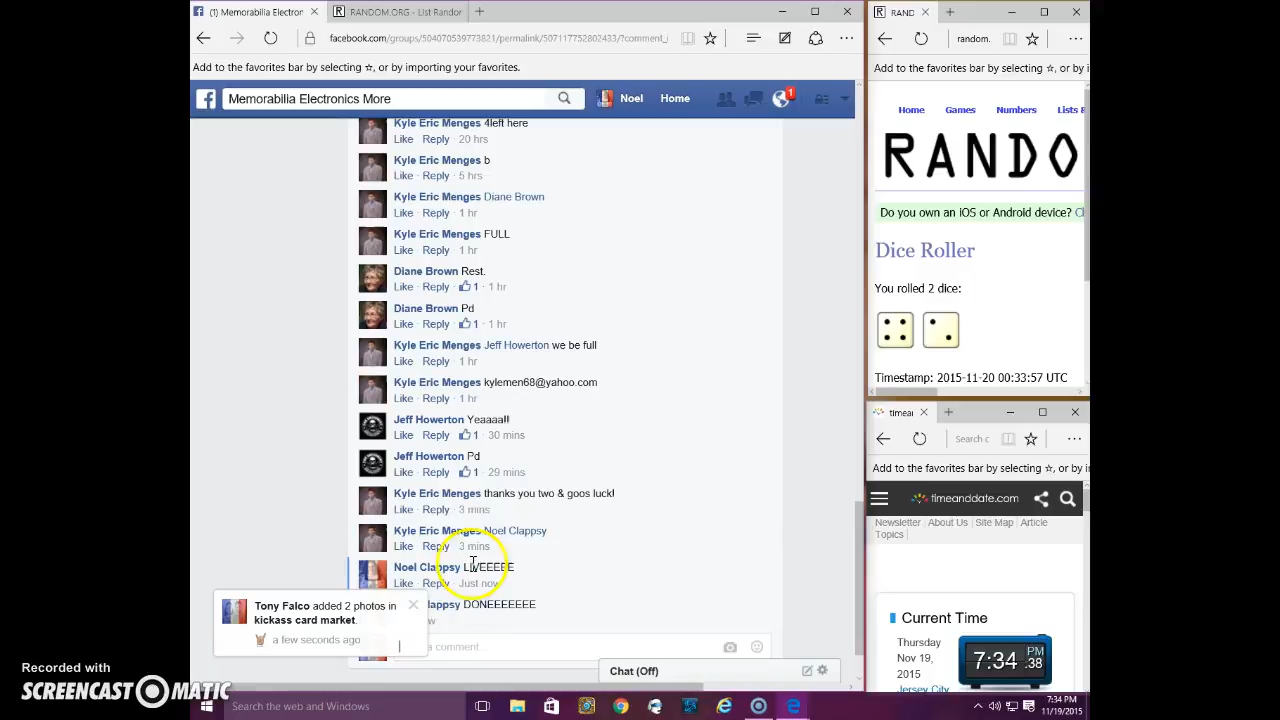 (1) Memorabilia Electron
RANDOM.ORG - List Randor
facebook.com/groups/504070539773821/permalink/507117752802433/?comment_i
Add to the favorites bar by selecting ☆, or by importing your favorites.
Memorabilia Electronics More
Noel
Home
1
Kyle Eric Menges 4left here
Like · Reply · 20 hrs
Kyle Eric Menges b
Like · Reply · 5 hrs
Kyle Eric Menges Diane Brown
Like · Reply · 1 hr
Kyle Eric Menges FULL
Like · Reply · 1 hr
Diane Brown Rest.
Like · Reply · 1 · 1 hr
Diane Brown Pd
Like · Reply · 1 · 1 hr
Kyle Eric Menges Jeff Howerton we be full
Like · Reply · 1 hr
Kyle Eric Menges kylemen68@yahoo.com
Like · Reply · 1 hr
Jeff Howerton Yeaaaa!!
Like · Reply · 1 · 30 mins
Jeff Howerton Pd
Like · Reply · 1 · 29 mins
Kyle Eric Menges thanks you two & goos luck!
Like · Reply · 3 mins
Kyle Eric Menges Noel Clappsy
Like · Reply · 3 mins
Noel Clappsy LIVEEEEE
Like · Reply · Just now
lappsy DONEEEEEEE
w
a comment...
Tony Falco added 2 photos in
kickass card market.
a few seconds ago
Chat (Off)
Recorded with
SCREENCAST-O-MATIC
Search the web and Windows
RAND
random.
Add to the favorites bar by selecting
Home Games Numbers Lists &
RANDO
Do you own an iOS or Android device? C
Dice Roller
You rolled 2 dice:
Timestamp: 2015-11-20 00:33:57 UTC
timea
Search c
Add to the favorites bar by selecting ☆, or by i
timeanddate.com
Newsletter | About Us | Site Map | Article
Topics |
Current Time
Thursday
Nov 19,
2015
Jersey City
7:34 PM :38
7:34 PM
11/19/2015